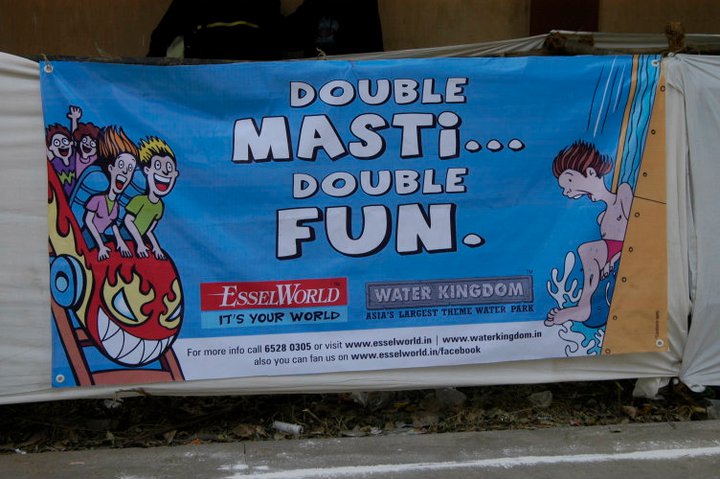 DOUBLE
MASTi...
DOUBLE
FUN.
ESSELWORLD
IT'S YOUR WORLD
WATER KINGDOM
ASIA'S LARGEST THEME WATER PARK
For more info call 6528 0305 or visit www.esselworld.in | www.waterkingdom.in
also you can fan us on www.esselworld.in/facebook